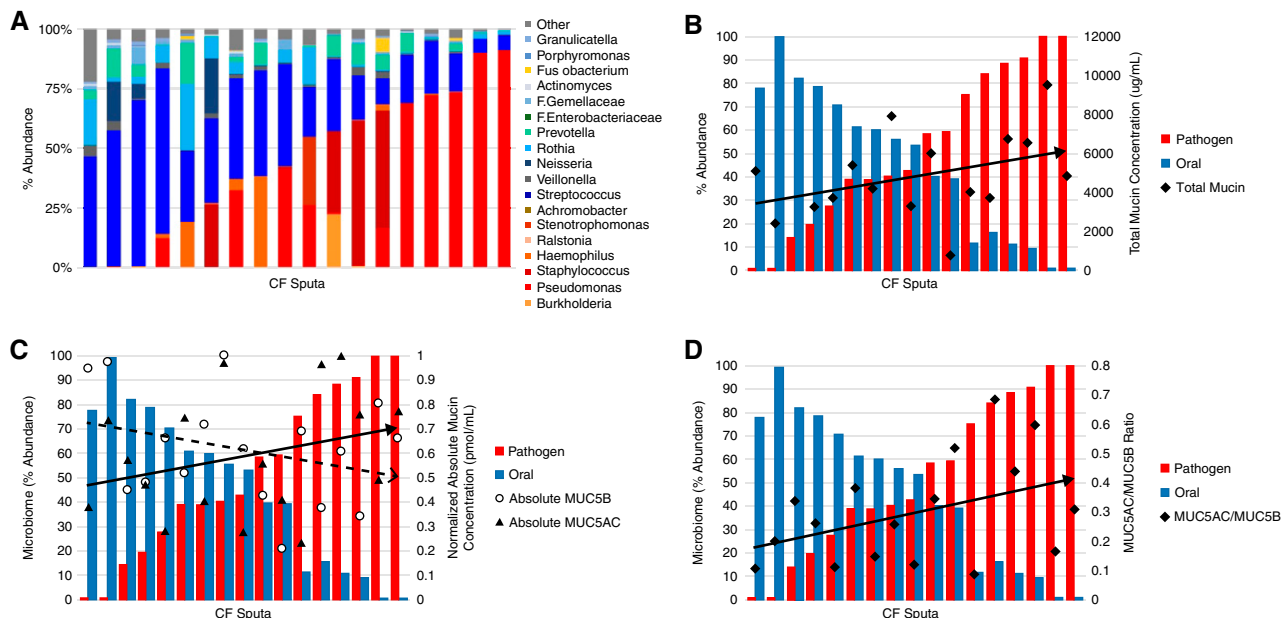 A
100%
75%
50%
25%
0%
% Abundance
CF Sputa
Other
Granulicatella
Porphyromonas
Fus obacterium
Actinomyces
F.Gemellaceae
F.Enterobacteriaceae
Prevotella
Rothia
Neisseria
Veillonella
Streptococcus
Achromobacter
Stenotrophomonas
Ralstonia
Haemophilus
Staphylococcus
Pseudomonas
Burkholderia
B
100
90
80
70
60
50
40
30
20
10
0
% Abundance
CF Sputa
12000
10000
8000
6000
4000
2000
0
Total Mucin Concentration (ug/mL)
Pathogen
Oral
Total Mucin
C
100
90
80
70
60
50
40
30
20
10
0
Microbiome (% Abundance)
CF Sputa
1
0.9
0.8
0.7
0.6
0.5
0.4
0.3
0.2
0.1
0
Normalized Absolute Mucin
Concentration (pmol/mL)
Pathogen
Oral
Absolute MUC5B
Absolute MUC5AC
D
100
90
80
70
60
50
40
30
20
10
0
Microbiome (% Abundance)
CF Sputa
0.8
0.7
0.6
0.5
0.4
0.3
0.2
0.1
0
MUC5AC/MUC5B Ratio
Pathogen
Oral
MUC5AC/MUC5B